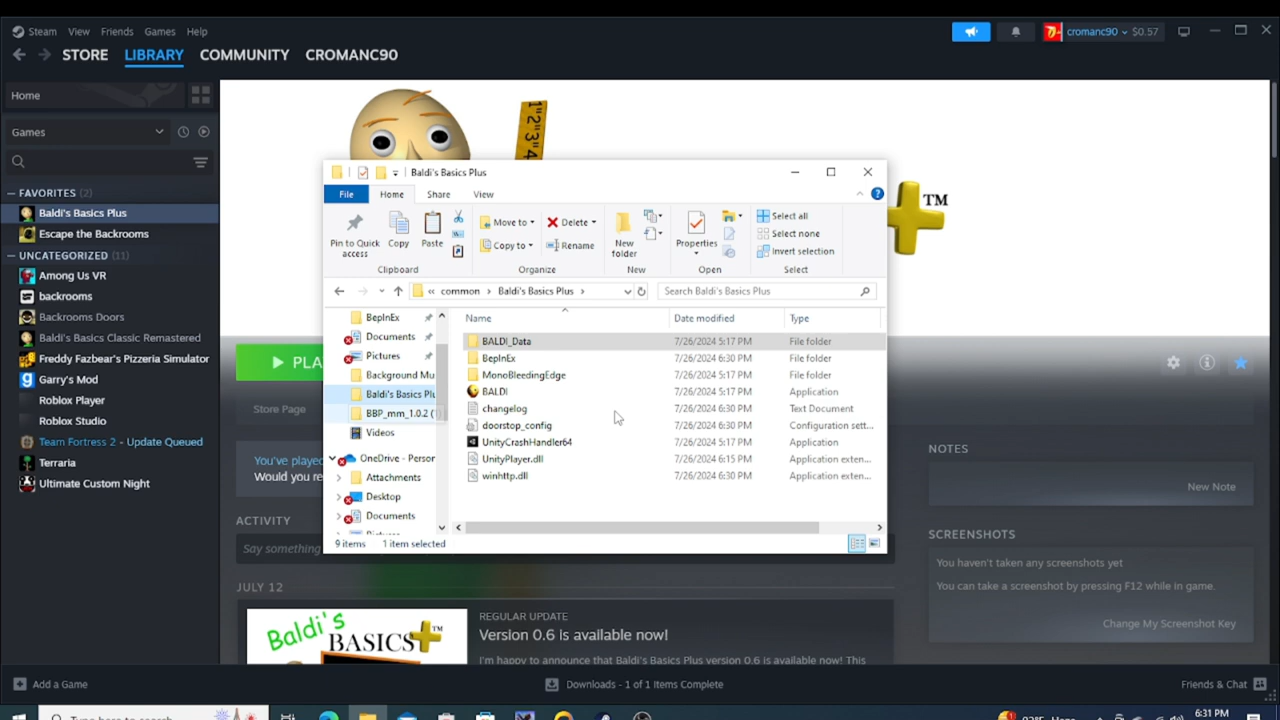 Steam View Friends Games Help
cromanc90 $0.57
STORE LIBRARY COMMUNITY CROMANC90
Home
Games
FAVORITES (2)
Baldi's Basics Plus
Escape the Backrooms
UNCATEGORIZED (11)
Among Us VR
backrooms
Backrooms Doors
Baldi's Basics Classic Remastered
Freddy Fazbear's Pizzeria Simulator
Garry's Mod
Roblox Player
Roblox Studio
Team Fortress 2 - Update Queued
Terraria
Ultimate Custom Night
1" 2" 3" 4
TM
Baldi's Basics Plus
File Home Share View
Pin to Quick access
Copy
Paste
Move to
Copy to
Delete
Rename
New folder
Properties
Select all
Select none
Invert selection
Clipboard Organize New Open Select
« common > Baldi's Basics Plus >
Search Baldi's Basics Plus
BepInEx
Documents
Pictures
Background Mu
Baldi's Basics Plu
BBP_mm_1.0.2 (1)
Videos
OneDrive - Person
Attachments
Desktop
Documents
Name Date modified Type
BALDI_Data 7/26/2024 5:17 PM File folder
BepInEx 7/26/2024 6:30 PM File folder
MonoBleedingEdge 7/26/2024 5:17 PM File folder
BALDI 7/26/2024 5:17 PM Application
changelog 7/26/2024 6:30 PM Text Document
doorstop_config 7/26/2024 6:30 PM Configuration sett...
UnityCrashHandler64 7/26/2024 5:17 PM Application
UnityPlayer.dll 7/26/2024 6:15 PM Application exten...
winhttp.dll 7/26/2024 6:30 PM Application exten...
9 items 1 item selected
PLA
Store Page
You've played
Would you re
ACTIVITY
Say something
JULY 12
Baldi's BASICS TM
REGULAR UPDATE
Version 0.6 is available now!
I'm happy to announce that Baldi's Basics Plus version 0.6 is available now! This
NOTES
New Note
SCREENSHOTS
You haven't taken any screenshots yet
You can take a screenshot by pressing F12 while in game.
Change My Screenshot Key
Add a Game
Downloads - 1 of 1 Items Complete
Friends & Chat
Type here to search
6:31 PM